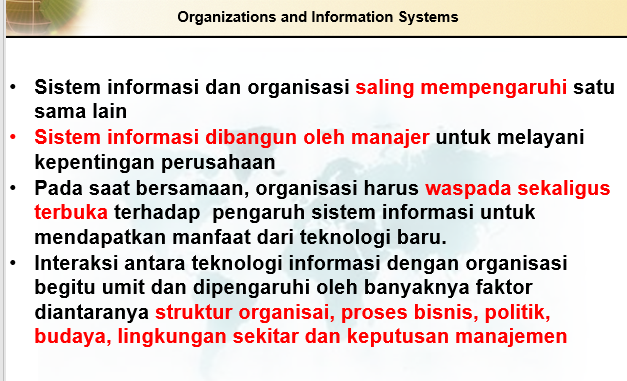 Organizations and Information Systems
• Sistem informasi dan organisasi saling mempengaruhi satu
sama lain
• Sistem informasi dibangun oleh manajer untuk melayani
kepentingan perusahaan
• Pada saat bersamaan, organisasi harus waspada sekaligus
terbuka terhadap  pengaruh sistem informasi untuk
mendapatkan manfaat dari teknologi baru.
• Interaksi antara teknologi informasi dengan organisasi
begitu umit dan dipengaruhi oleh banyaknya faktor
diantaranya struktur organisai, proses bisnis, politik,
budaya, lingkungan sekitar dan keputusan manajemen